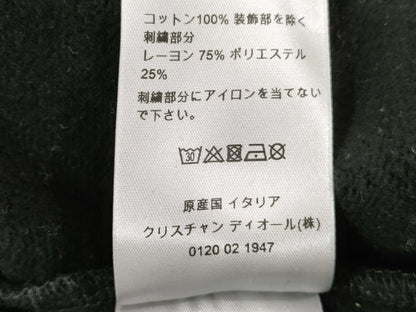 コットン100% 装飾部を除く
刺繍部分
レーヨン 75% ポリエステル
25%
刺繍部分にアイロンを当てない
で下さい。
30
原産国 イタリア
クリスチャン ディオール(株)
0120 02 1947